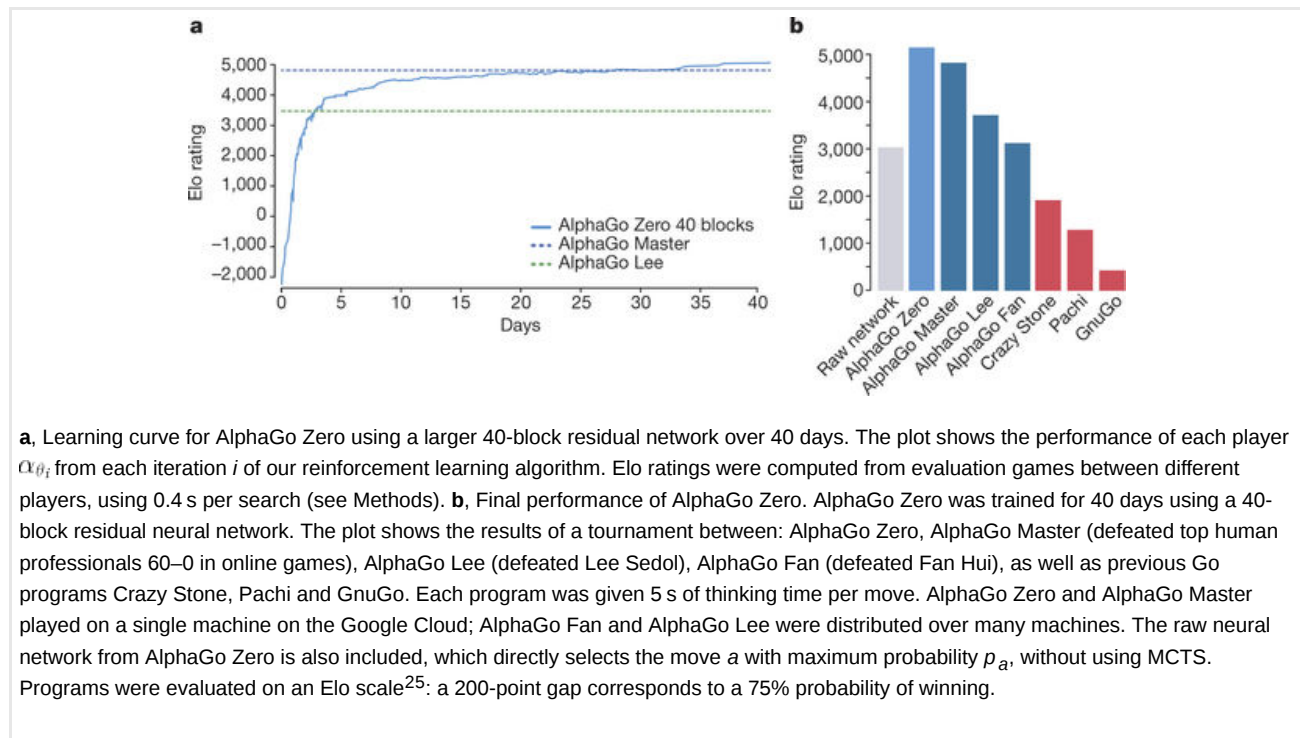 a
5,000
4,000
3,000
2,000
1,000
0
−1,000
−2,000
Elo rating
AlphaGo Zero 40 blocks
AlphaGo Master
AlphaGo Lee
0 5 10 15 20 25 30 35 40
Days
b
5,000
4,000
3,000
2,000
1,000
0
Elo rating
Raw network
AlphaGo Zero
AlphaGo Master
AlphaGo Lee
AlphaGo Fan
Crazy Stone
Pachi
GnuGo
a, Learning curve for AlphaGo Zero using a larger 40-block residual network over 40 days. The plot shows the performance of each player
αθi from each iteration i of our reinforcement learning algorithm. Elo ratings were computed from evaluation games between different
players, using 0.4 s per search (see Methods). b, Final performance of AlphaGo Zero. AlphaGo Zero was trained for 40 days using a 40-
block residual neural network. The plot shows the results of a tournament between: AlphaGo Zero, AlphaGo Master (defeated top human
professionals 60–0 in online games), AlphaGo Lee (defeated Lee Sedol), AlphaGo Fan (defeated Fan Hui), as well as previous Go
programs Crazy Stone, Pachi and GnuGo. Each program was given 5 s of thinking time per move. AlphaGo Zero and AlphaGo Master
played on a single machine on the Google Cloud; AlphaGo Fan and AlphaGo Lee were distributed over many machines. The raw neural
network from AlphaGo Zero is also included, which directly selects the move a with maximum probability pa, without using MCTS.
Programs were evaluated on an Elo scale25: a 200-point gap corresponds to a 75% probability of winning.